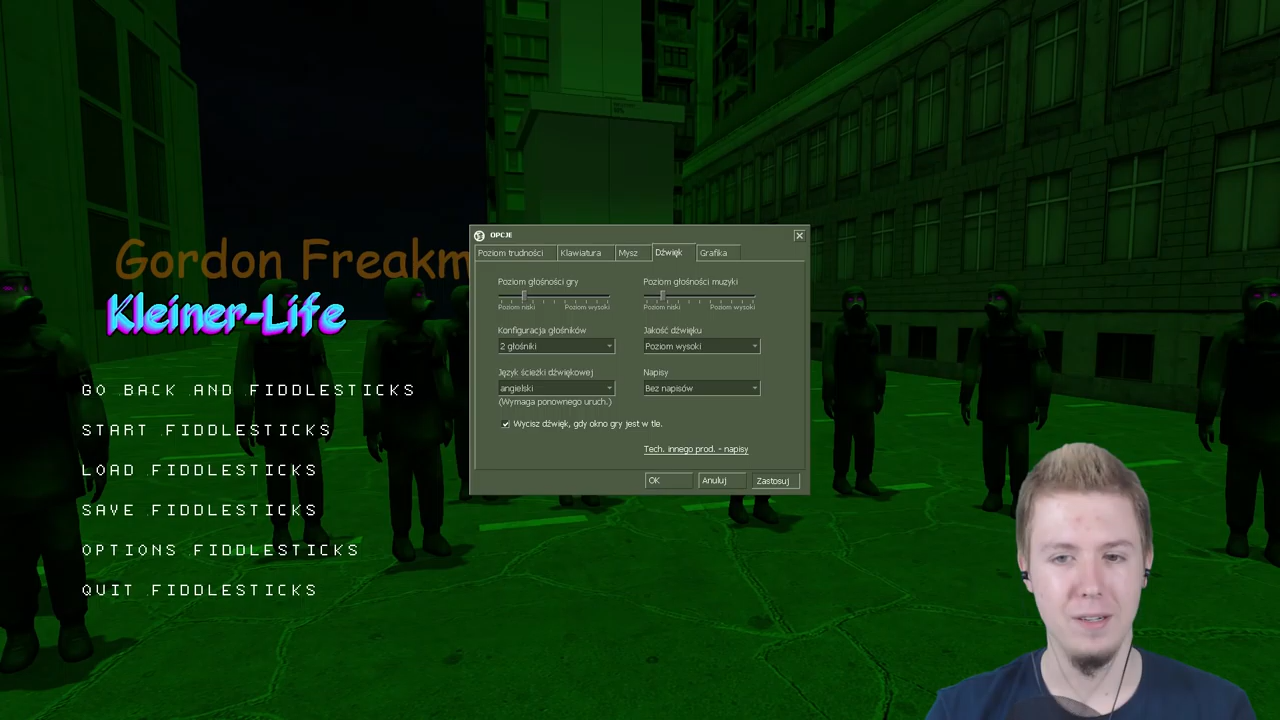 Gordon Freakm
Kleiner-Life
GO BACK AND FIDDLESTICKS
START FIDDLESTICKS
LOAD FIDDLESTICKS
SAVE FIDDLESTICKS
OPTIONS FIDDLESTICKS
QUIT FIDDLESTICKS
OPCJE
Poziom trudności Klawiatura Mysz Dźwięk Grafika
Poziom głośności gry Poziom głośności muzyki
Poziom niski Poziom wysoki Poziom niski Poziom wysoki
Konfiguracja głośników Jakość dźwięku
2 głośniki Poziom wysoki
Język ścieżki dźwiękowej Napisy
angielski Bez napisów
(Wymaga ponownego uruch.)
Wycisz dźwięk, gdy okno gry jest w tle.
Tech. innego prod. - napisy
OK Anuluj Zastosuj